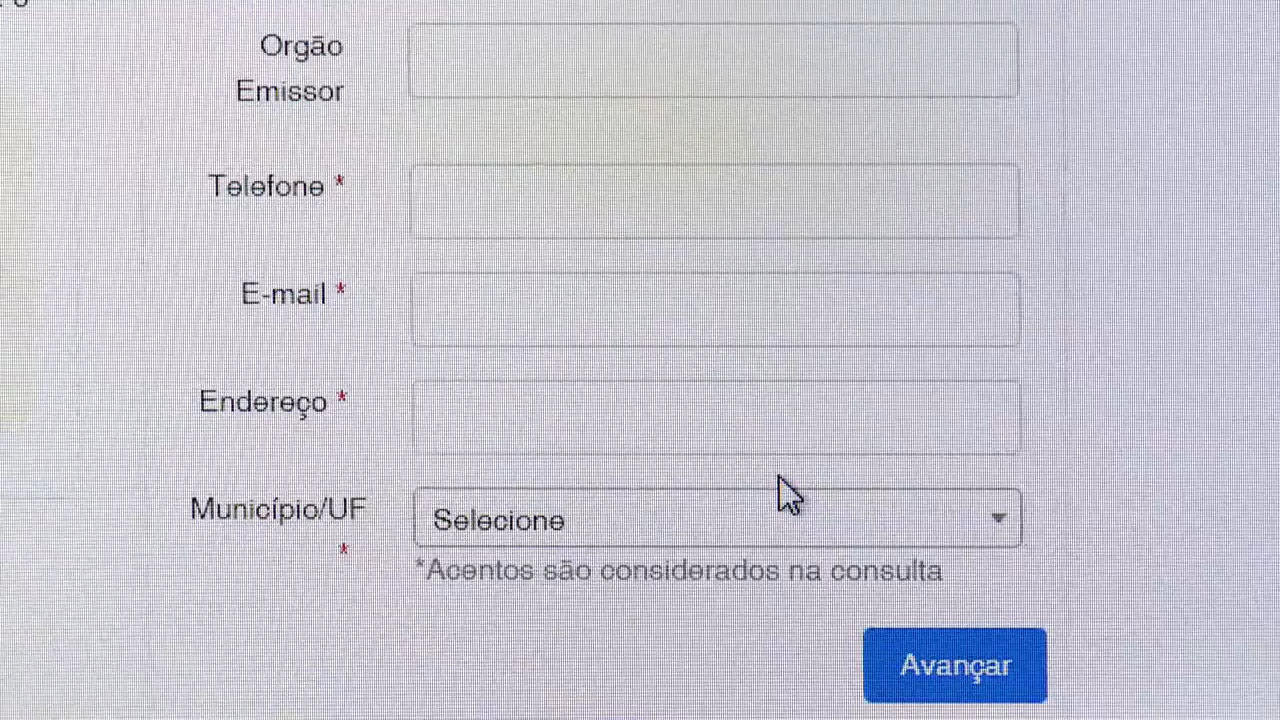 Orgão
Emissor
Telefone *
E-mail *
Endereço *
Município/UF
*
Selecione
*Acentos são considerados na consulta
Avançar